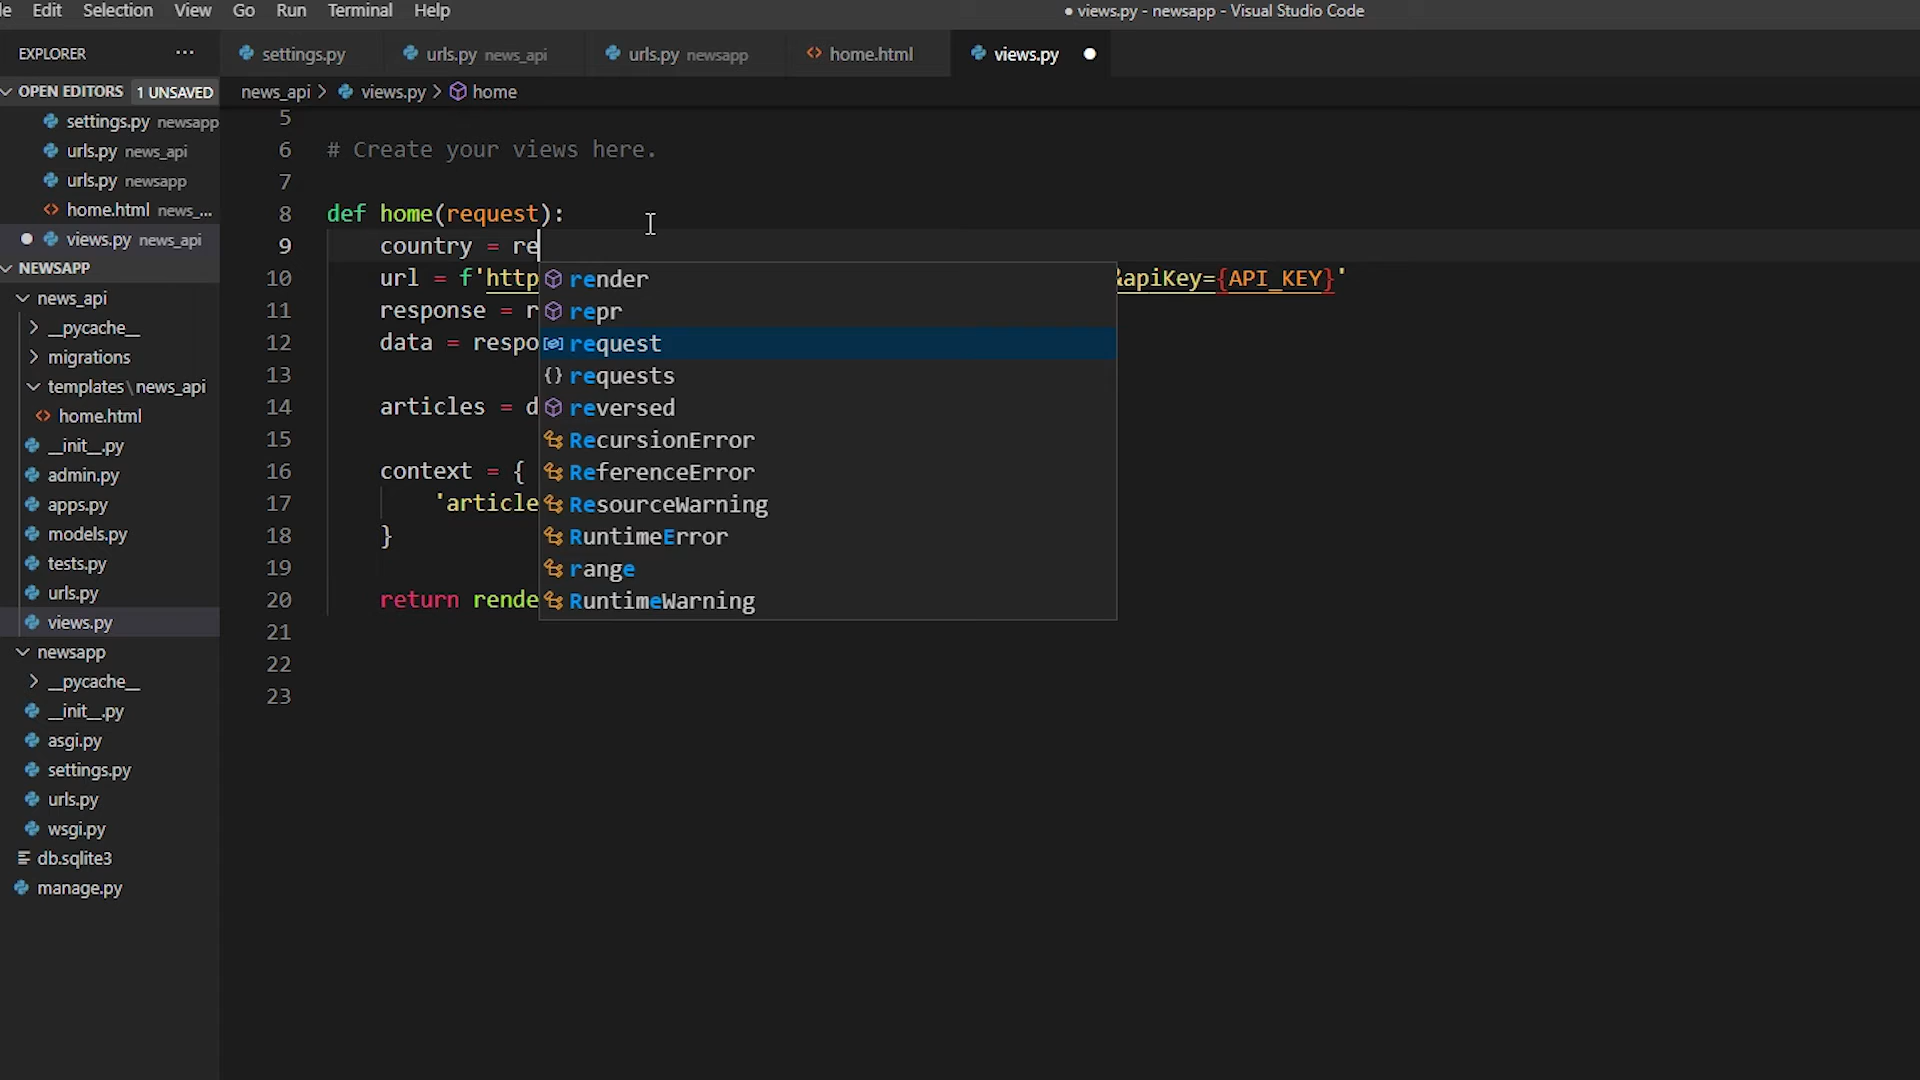 Edit Selection View Go Run Terminal Help
● views.py - newsapp - Visual Studio Code
EXPLORER ...
settings.py
urls.py news_api
urls.py newsapp
home.html
views.py
OPEN EDITORS 1 UNSAVED
settings.py newsapp
urls.py news_api
urls.py newsapp
home.html news_...
views.py news_api
NEWSAPP
news_api
__pycache__
migrations
templates\news_api
home.html
__init__.py
admin.py
apps.py
models.py
tests.py
urls.py
views.py
newsapp
__pycache__
__init__.py
asgi.py
settings.py
urls.py
wsgi.py
db.sqlite3
manage.py
news_api > views.py > home
5
6 # Create your views here.
7
8 def home(request):
9 country = re
10 url = f'http &apiKey={API_KEY}'
11 response = r
12 data = respo
13
14 articles = d
15
16 context = {
17 'article
18 }
19
20 return rende
21
22
23
render
repr
request
requests
reversed
RecursionError
ReferenceError
ResourceWarning
RuntimeError
range
RuntimeWarning